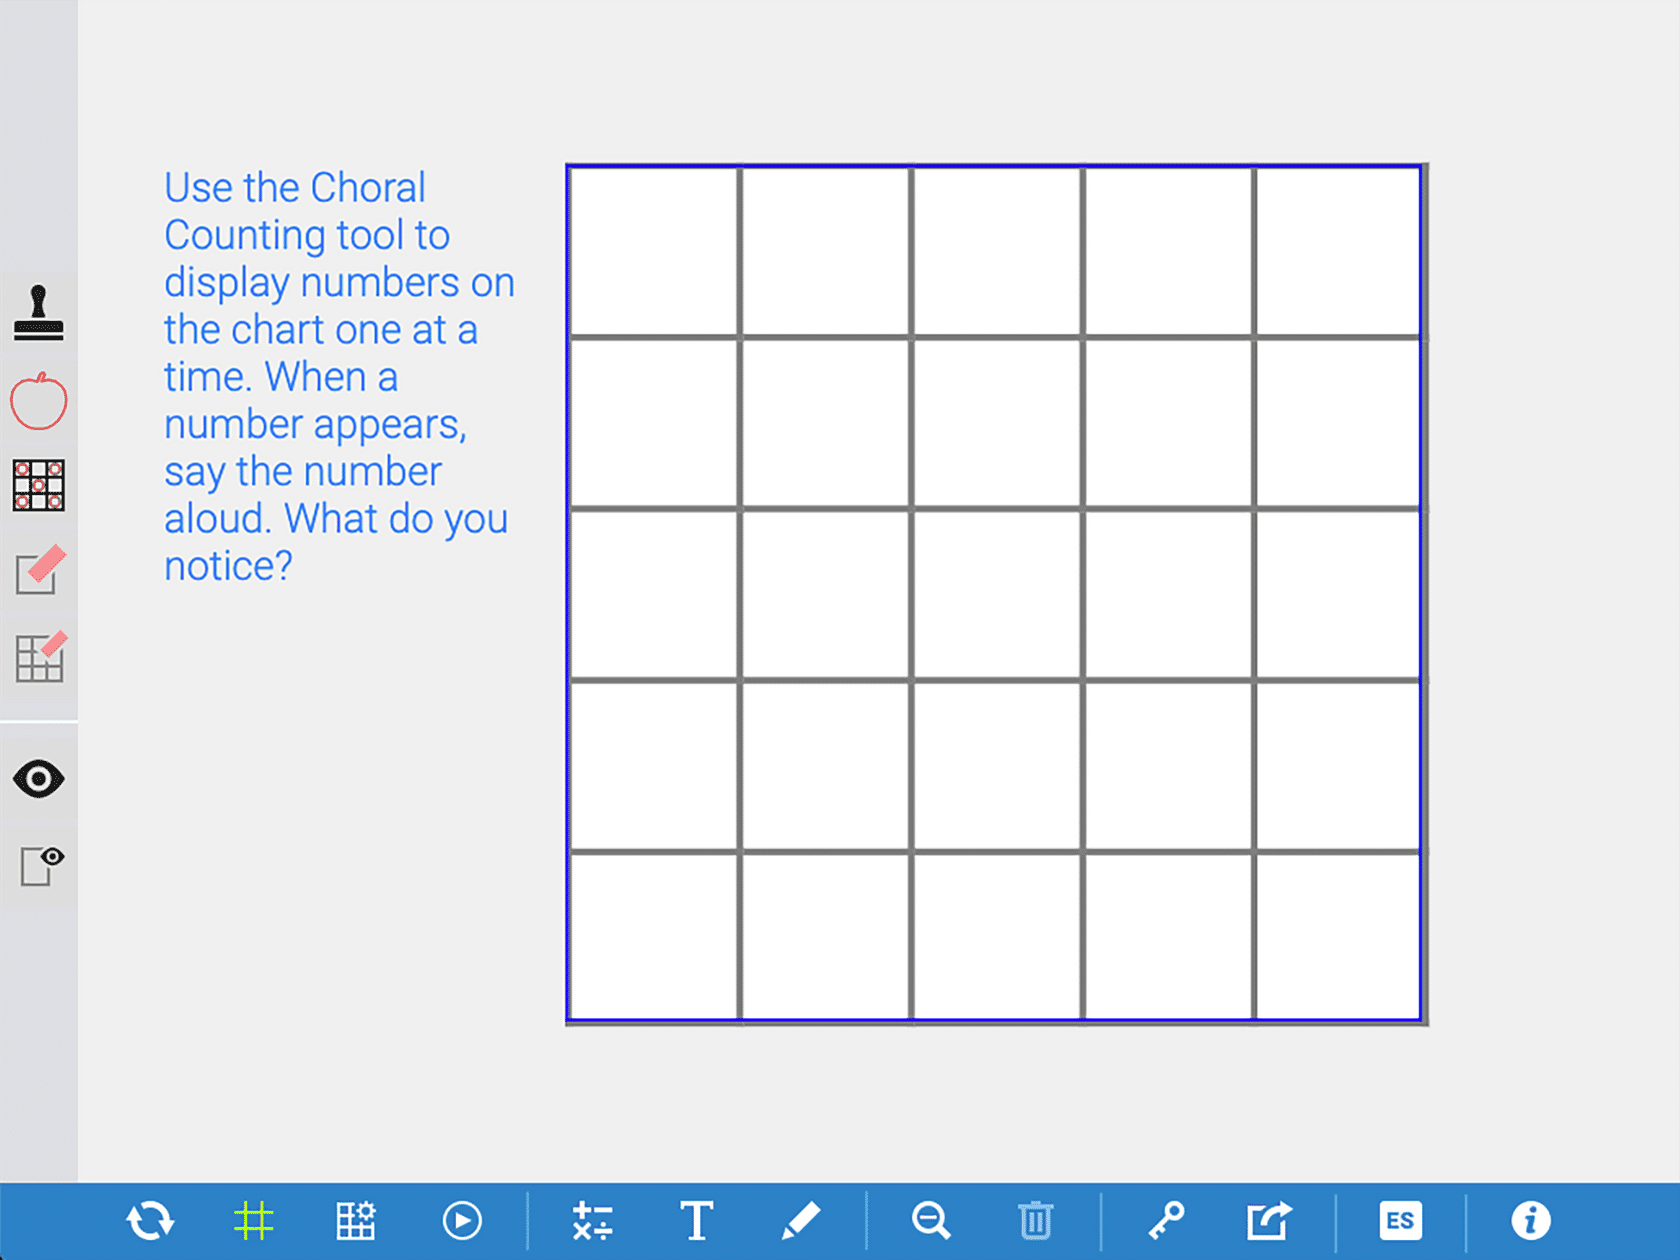 Use the Choral
Counting tool to
display numbers on
the chart one at a
time. When a
number appears,
say the number
aloud. What do you
notice?
T
ES
i